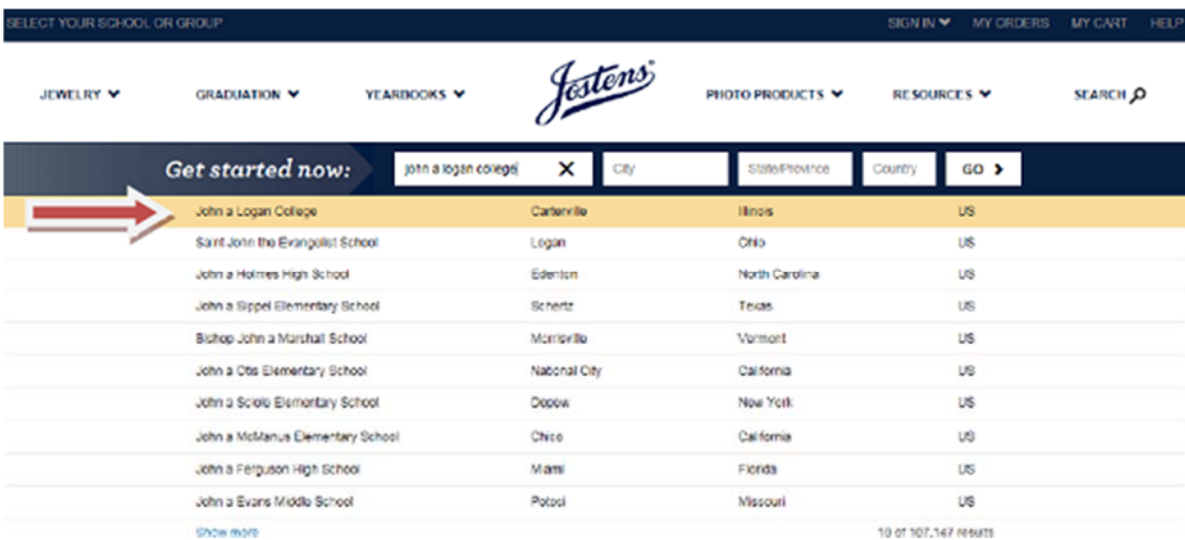 SELECT YOUR SCHOOL OR GROUP SIGN IN MY ORDERS MY CART HELP
JEWELRY GRADUATION YEARBOOKS Jostens PHOTO PRODUCTS RESOURCES SEARCH
Get started now: john a logan college City State/Province Country GO
John a Logan College Carterville Illinois US
Saint John the Evangelist School Logan Ohio US
John a Holmes High School Edenton North Carolina US
John a Sippel Elementary School Schertz Texas US
Bishop John a Marshall School Morrisville Vermont US
John a Otis Elementary School National City California US
John a Sciole Elementary School Depew New York US
John a McManus Elementary School Chico California US
John a Ferguson High School Miami Florida US
John a Evans Middle School Potosi Missouri US
Show more 10 of 107,147 results